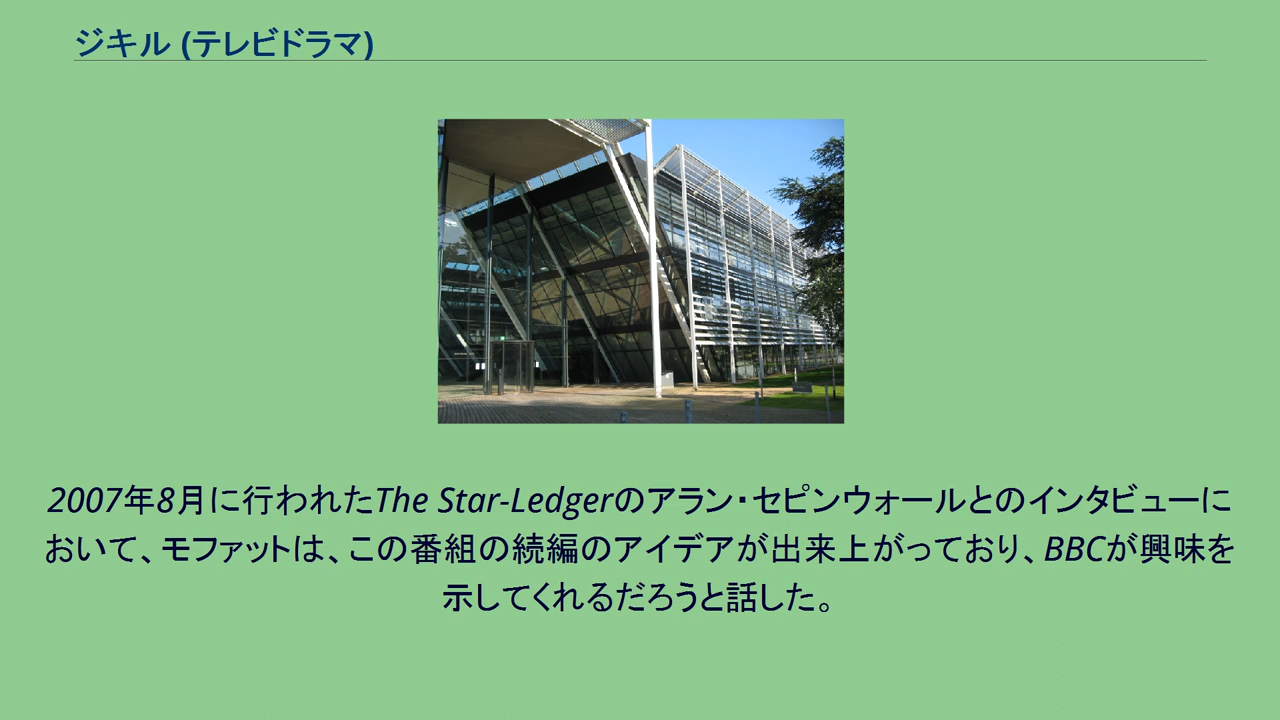 ジキル (テレビドラマ)
2007年8月に行われたThe Star-Ledgerのアラン・セピンウォールとのインタビューに
おいて、モファットは、この番組の続編のアイデアが出来上がっており、BBCが興味を
示してくれるだろうと話した。